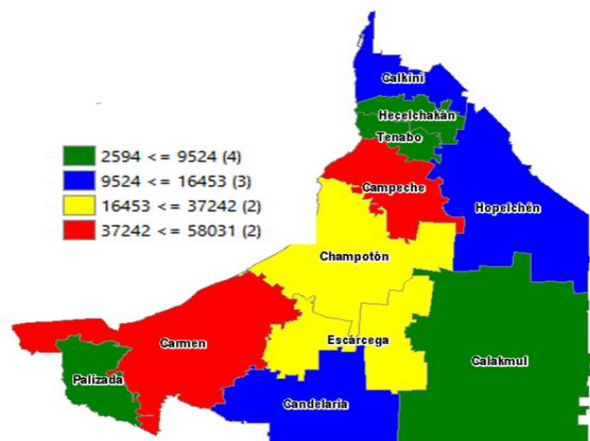 Calkiní
Hecelchakán
Tenabo
2594 <= 9524 (4)
9524 <= 16453 (3)
16453 <= 37242 (2)
37242 <= 58031 (2)
Campeche
Hopelchén
Champotón
Carmen
Escárcega
Calakmul
Palizada
Candelaria